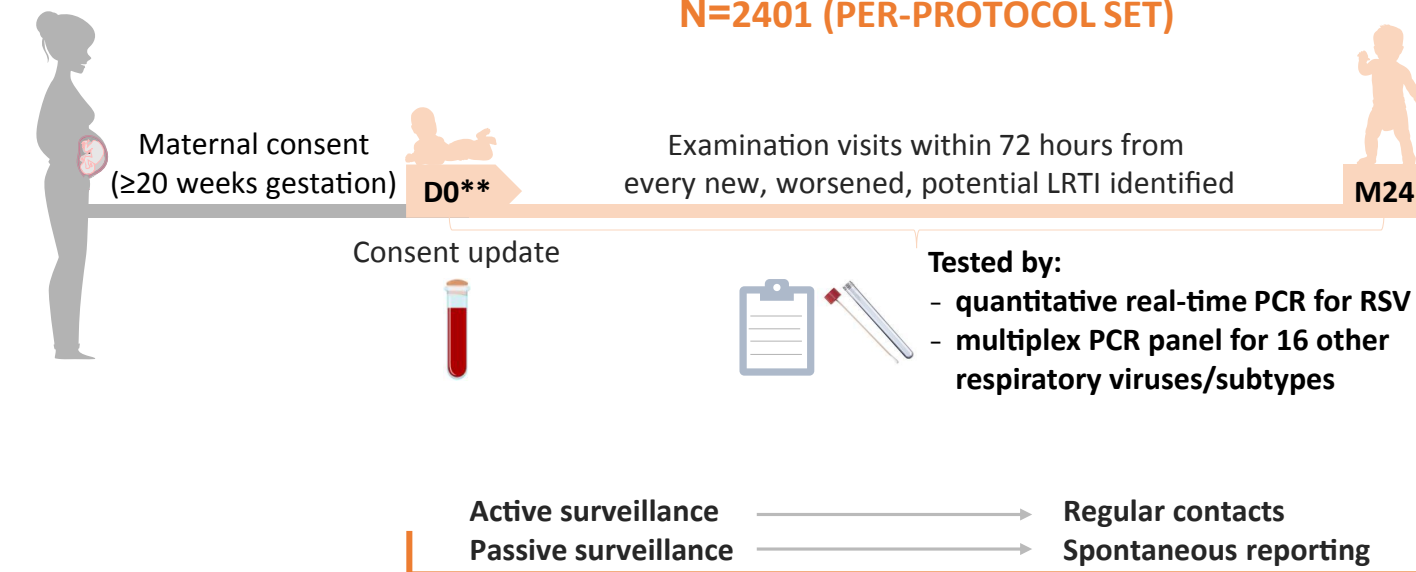 N=2401 (PER-PROTOCOL SET)
Maternal consent
(≥20 weeks gestation)
D0**
Examination visits within 72 hours from
every new, worsened, potential LRTI identified
M24
Consent update
Tested by:
- quantitative real-time PCR for RSV
- multiplex PCR panel for 16 other
respiratory viruses/subtypes
Active surveillance
Regular contacts
Passive surveillance
Spontaneous reporting